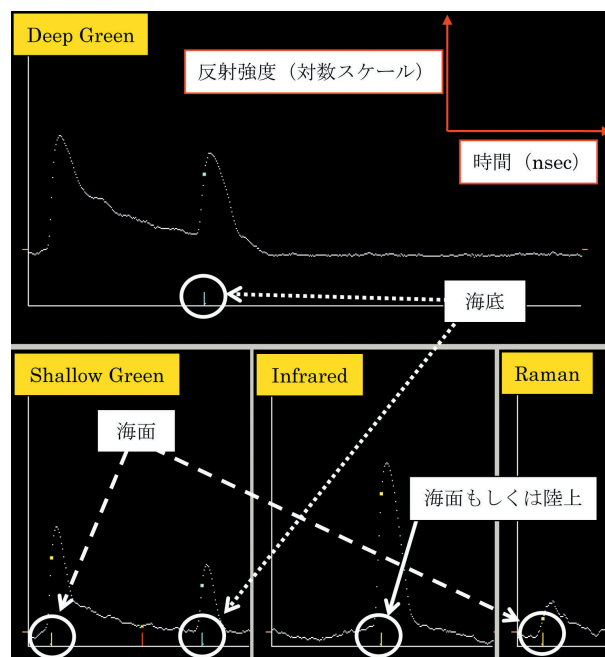 Deep Green
反射強度（対数スケール）
時間（nsec）
海底
Shallow Green
Infrared
Raman
海面
海面もしくは陸上